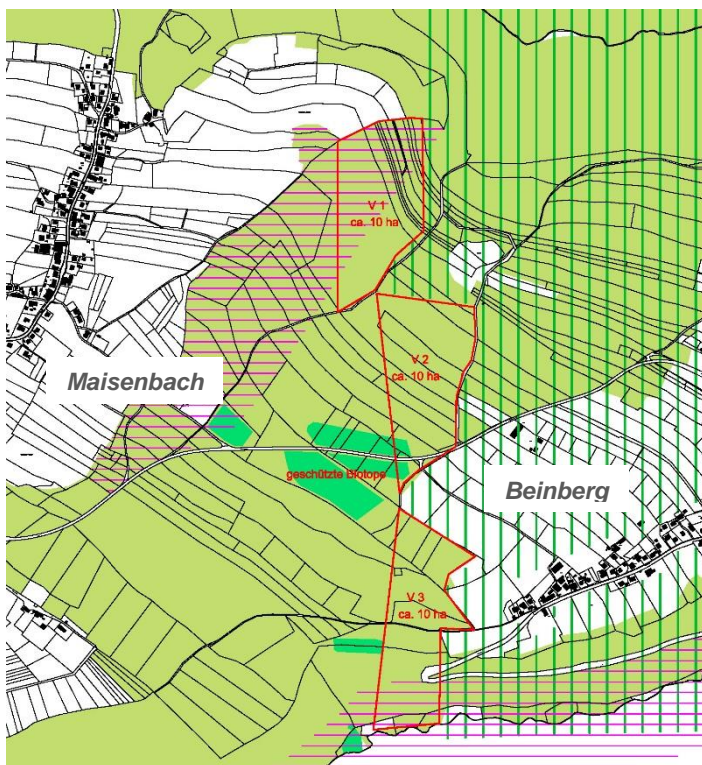 V 1
ca. 10 ha
V 2
ca. 10 ha
Maisenbach
geschützte Biotope
Beinberg
V 3
ca. 10 ha